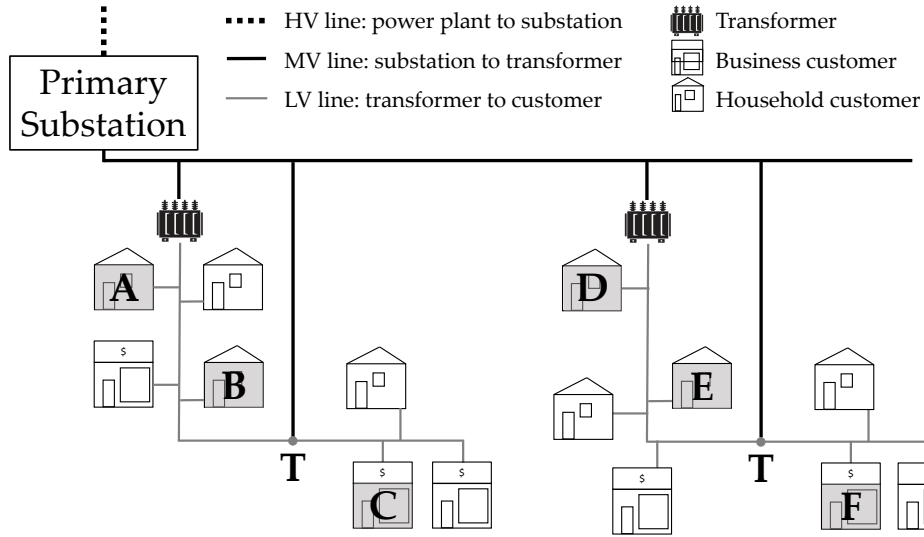 HV line: power plant to substation
MV line: substation to transformer
LV line: transformer to customer
Transformer
Business customer
Household customer
Primary
Substation
A
$
B
T
$
C
$
D
E
$
T
$
F